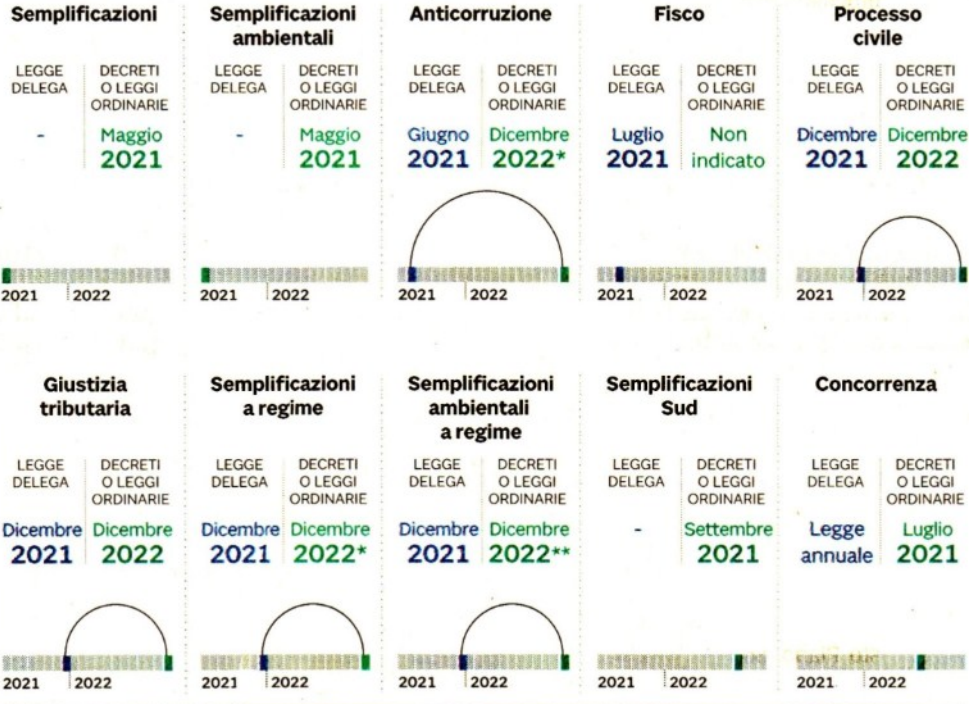 Semplificazioni
LEGGE DELEGA
DECRETI O LEGGI ORDINARIE
-
Maggio 2021
2021 2022
Semplificazioni ambientali
LEGGE DELEGA
DECRETI O LEGGI ORDINARIE
-
Maggio 2021
2021 2022
Anticorruzione
LEGGE DELEGA
DECRETI O LEGGI ORDINARIE
Giugno 2021
Dicembre 2022*
2021 2022
Fisco
LEGGE DELEGA
DECRETI O LEGGI ORDINARIE
Luglio 2021
Non indicato
2021 2022
Processo civile
LEGGE DELEGA
DECRETI O LEGGI ORDINARIE
Dicembre 2021
Dicembre 2022
2021 2022
Giustizia tributaria
LEGGE DELEGA
DECRETI O LEGGI ORDINARIE
Dicembre 2021
Dicembre 2022
2021 2022
Semplificazioni a regime
LEGGE DELEGA
DECRETI O LEGGI ORDINARIE
Dicembre 2021
Dicembre 2022*
2021 2022
Semplificazioni ambientali a regime
LEGGE DELEGA
DECRETI O LEGGI ORDINARIE
Dicembre 2021
Dicembre 2022**
2021 2022
Semplificazioni Sud
LEGGE DELEGA
DECRETI O LEGGI ORDINARIE
-
Settembre 2021
2021 2022
Concorrenza
LEGGE DELEGA
DECRETI O LEGGI ORDINARIE
Legge annuale
Luglio 2021
2021 2022